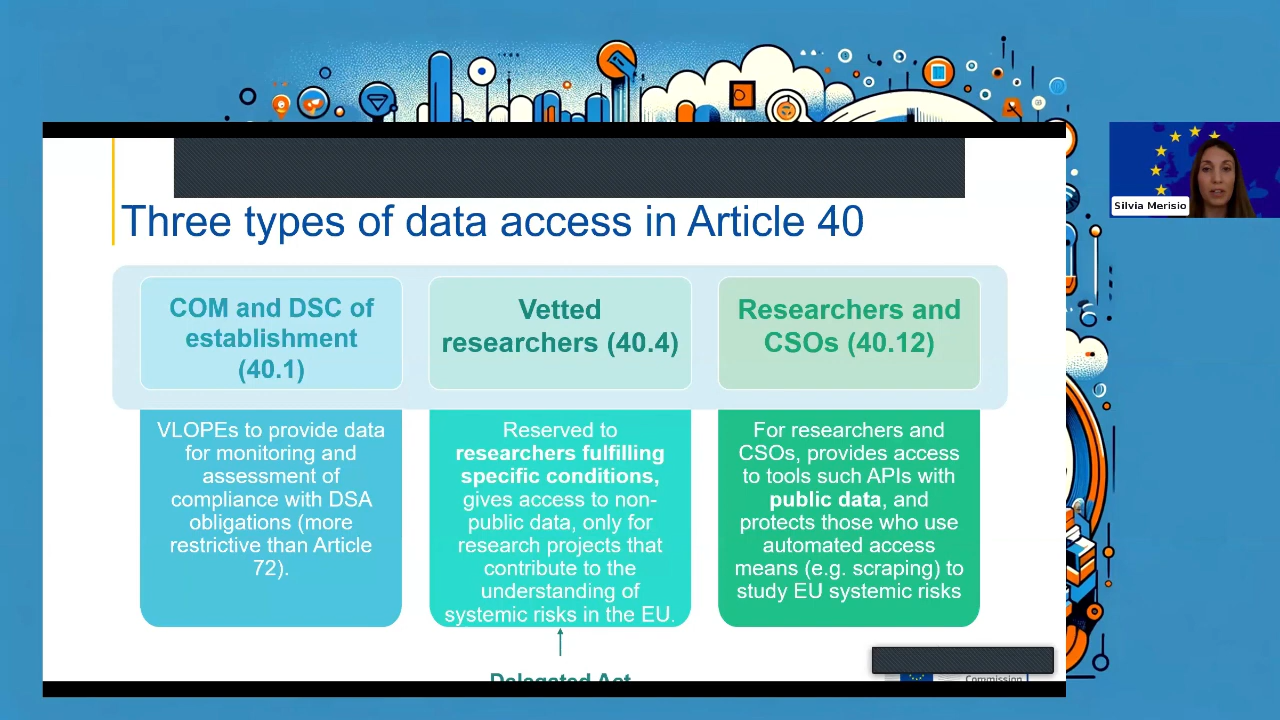 Three types of data access in Article 40
COM and DSC of
establishment
(40.1)
VLOPEs to provide data
for monitoring and
assessment of
compliance with DSA
obligations (more
restrictive than Article
72).
Vetted
researchers (40.4)
Reserved to
researchers fulfilling
specific conditions,
gives access to non-
public data, only for
research projects that
contribute to the
understanding of
systemic risks in the EU.
Researchers and
CSOs (40.12)
For researchers and
CSOs, provides access
to tools such APIs with
public data, and
protects those who use
automated access
means (e.g. scraping) to
study EU systemic risks
Delegated Act
Commission
Silvia Merisio